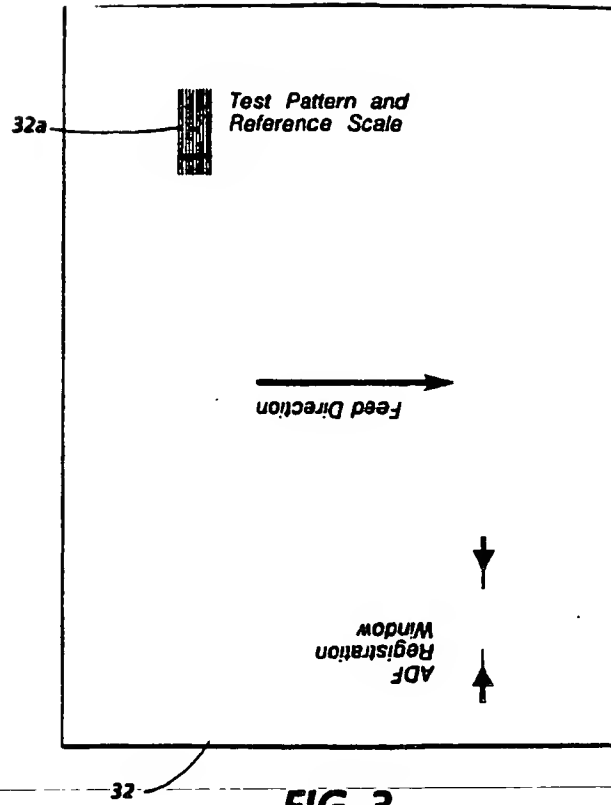 Test Pattern and
Reference Scale
32a
Feed Direction
ADF
Registration
Window
32
FIG. 3